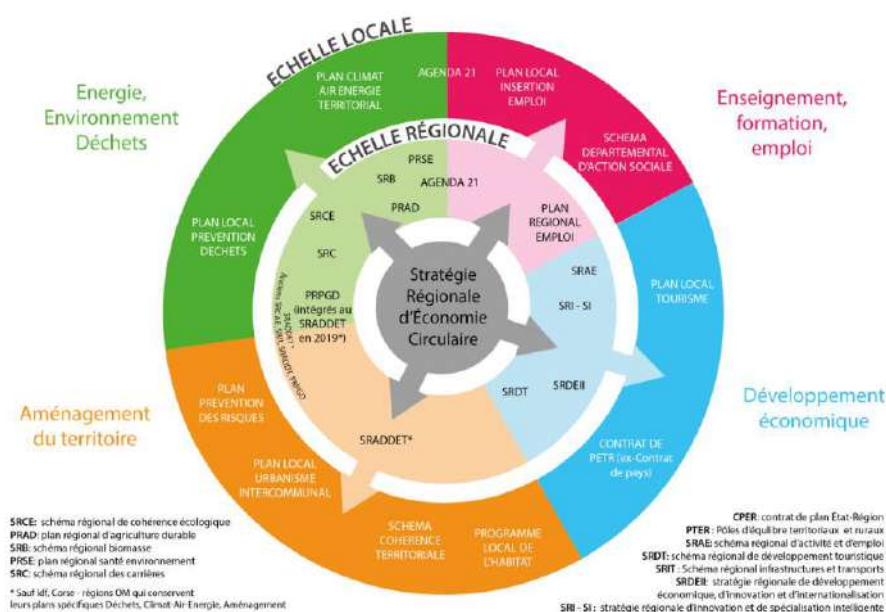 ECHELLE LOCALE
Energie,
Environnement
Déchets
PLAN CLIMAT
AIR ENERGIE
TERRITORIAL
AGENDA 21
PLAN LOCAL
INSERTION
EMPLOI
SCHEMA
DEPARTEMENTAL
D'ACTION SOCIALE
Enseignement,
formation,
emploi
ECHELLE RÉGIONALE
PRSE
SRB
AGENDA 21
PRAD
SRCE
SRC
PLAN
REGIONAL
EMPLOI
PLAN LOCAL
PREVENTION
DECHETS
PRPGD
(intégrés au
SRADDET
en 2019*)
Stratégie
Régionale
d'Économie
Circulaire
SRAE
SRI - SI
SRDEII
SRDT
PLAN LOCAL
TOURISME
Développement
économique
CONTRAT DE
PETR (ex-Contrat
de pays)
Aménagement
du territoire
PLAN
PREVENTION
DES RISQUES
SRADDET*
PLAN LOCAL
URBANISME
INTERCOMMUNAL
SCHEMA
COHERENCE
TERRITORIALE
PROGRAMME
LOCAL DE
L'HABITAT
SRCE: schéma régional de cohérence écologique
PRAD: plan régional d'agriculture durable
SRB: schéma régional biomasse
PRSE: plan régional santé environnement
SRC: schéma régional des carrières
* Sauf Idf, Corse - régions OM qui conservent
leurs plans spécifiques Déchets, Climat-Air-Energie, Aménagement
CPER: contrat de plan État-Région
PTER : Pôles d'équilibre territoriaux et ruraux
SRAE: schéma régional d'activité et d'emploi
SRDT: schéma régional de développement touristique
SRIT : Schéma régional infrastructures et transports
SRDEII: stratégie régionale de développement
économique, d'innovation et d'internationalisation
SRI - SI : stratégie régionale d'innovation et de spécialisation intelligente